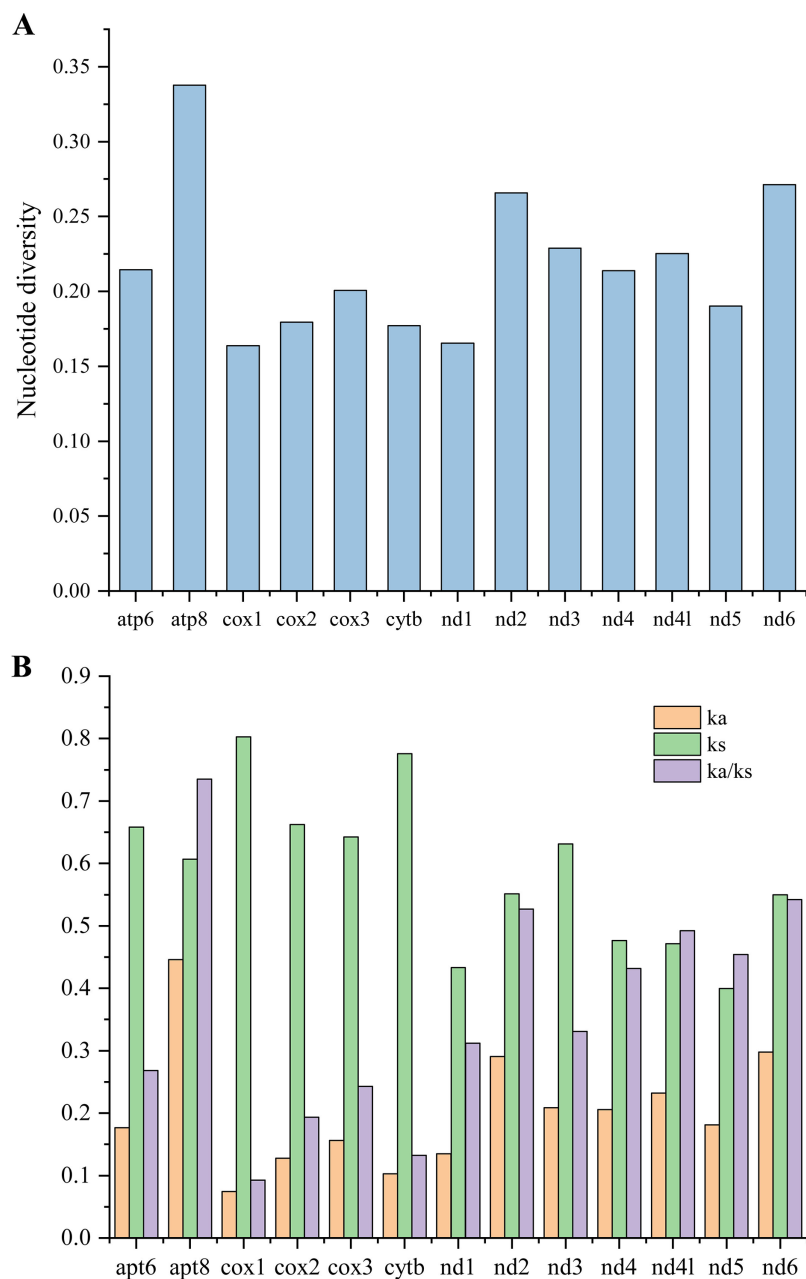 A
Nucleotide diversity
0.35
0.30
0.25
0.20
0.15
0.10
0.05
0.00
atp6 atp8 cox1 cox2 cox3 cytb nd1 nd2 nd3 nd4 nd4l nd5 nd6
B
0.9
0.8
0.7
0.6
0.5
0.4
0.3
0.2
0.1
0.0
ka
ks
ka/ks
apt6 apt8 cox1 cox2 cox3 cytb nd1 nd2 nd3 nd4 nd4l nd5 nd6